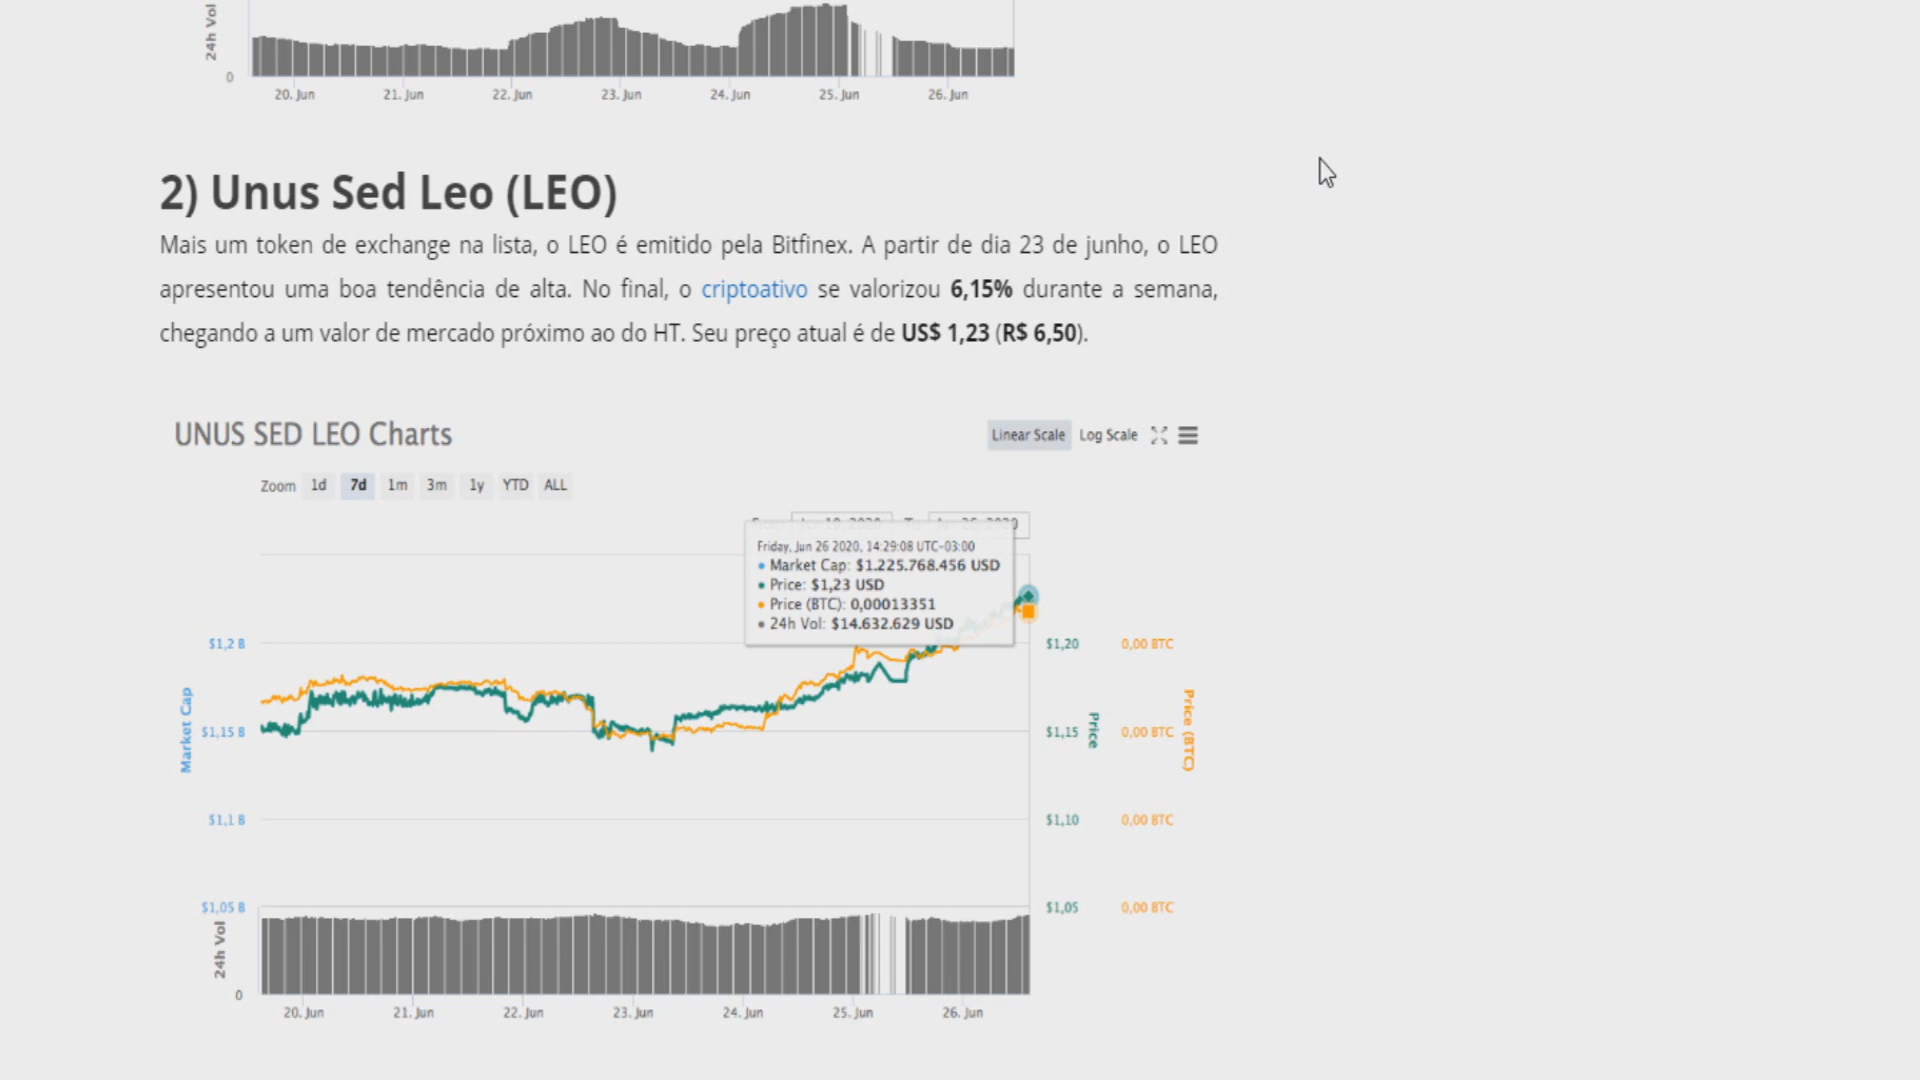 24h Vol
0
20. Jun 21. Jun 22. Jun 23. Jun 24. Jun 25. Jun 26. Jun
2) Unus Sed Leo (LEO)
Mais um token de exchange na lista, o LEO é emitido pela Bitfinex. A partir de dia 23 de junho, o LEO
apresentou uma boa tendência de alta. No final, o criptoativo se valorizou 6,15% durante a semana,
chegando a um valor de mercado próximo ao do HT. Seu preço atual é de US$ 1,23 (R$ 6,50).
UNUS SED LEO Charts
Linear Scale Log Scale
Zoom 1d 7d 1m 3m 1y YTD ALL
Friday, Jun 26 2020, 14:29:08 UTC-03:00
Market Cap: $1.225.768.456 USD
Price: $1,23 USD
Price (BTC): 0,00013351
24h Vol: $14.632.629 USD
$1,2 B $1,20 0,00 BTC
Market Cap
Price
Price (BTC)
$1,15 B $1,15 0,00 BTC
$1,1 B $1,10 0,00 BTC
$1,05 B $1,05 0,00 BTC
24h Vol
0
20. Jun 21. Jun 22. Jun 23. Jun 24. Jun 25. Jun 26. Jun